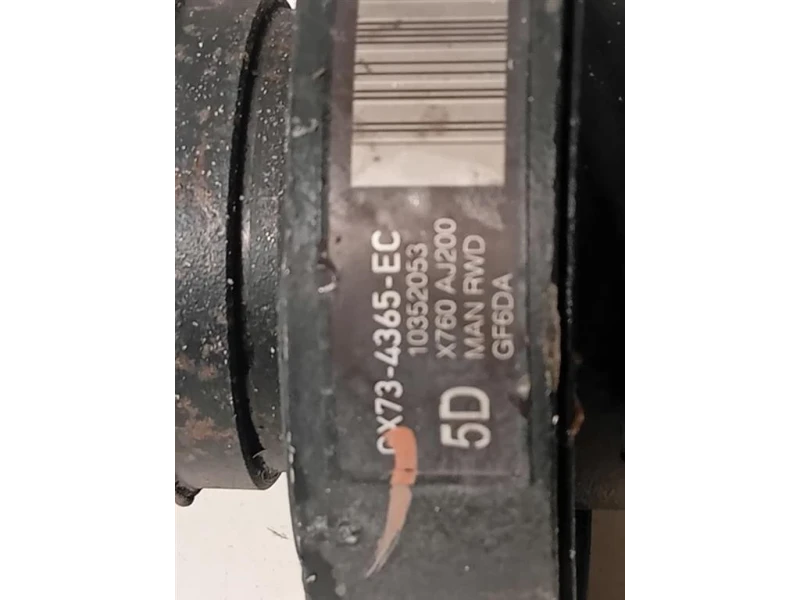 GX73-4365-EC
10352053
X760 AJ200
MAN RWD
GF6DA
5D